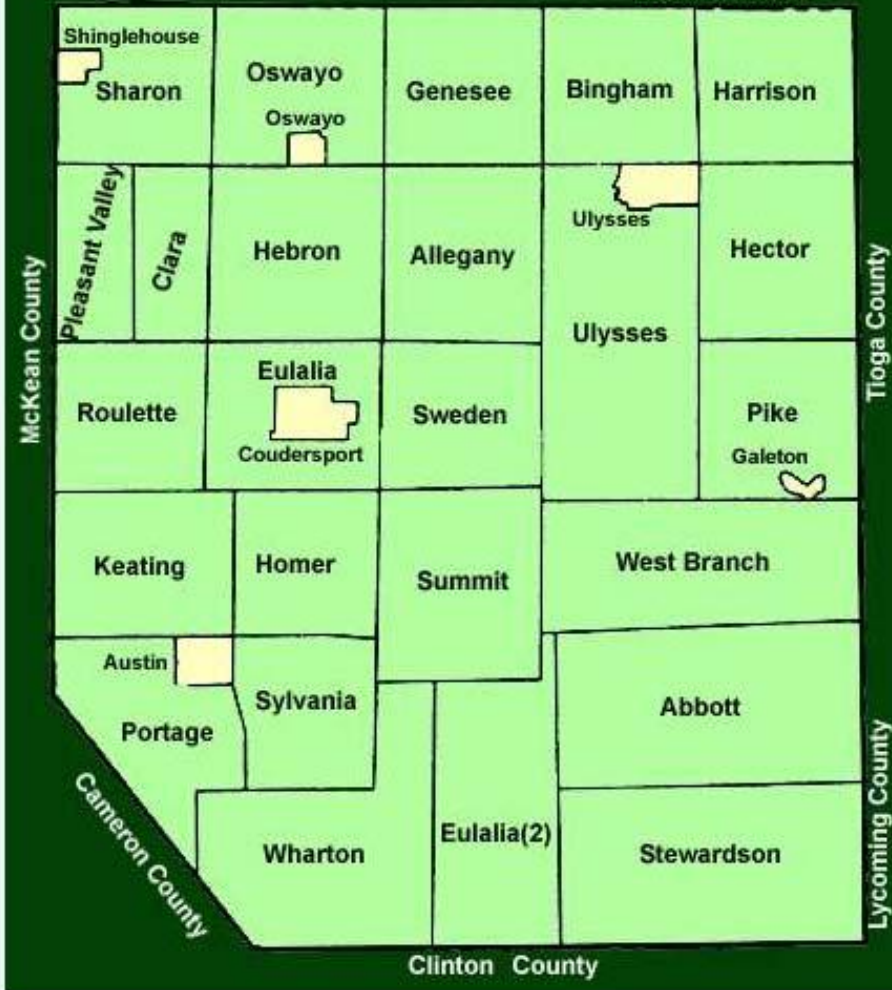 Shinglehouse
Sharon
Oswayo
Oswayo
Genesee
Bingham
Harrison
Pleasant Valley
Clara
Hebron
Allegany
Ulysses
Ulysses
Hector
McKean County
Tioga County
Roulette
Eulalia
Coudersport
Sweden
Pike
Galeton
Keating
Homer
Summit
West Branch
Austin
Portage
Sylvania
Abbott
Cameron County
Wharton
Eulalia(2)
Stewardson
Lycoming County
Clinton County